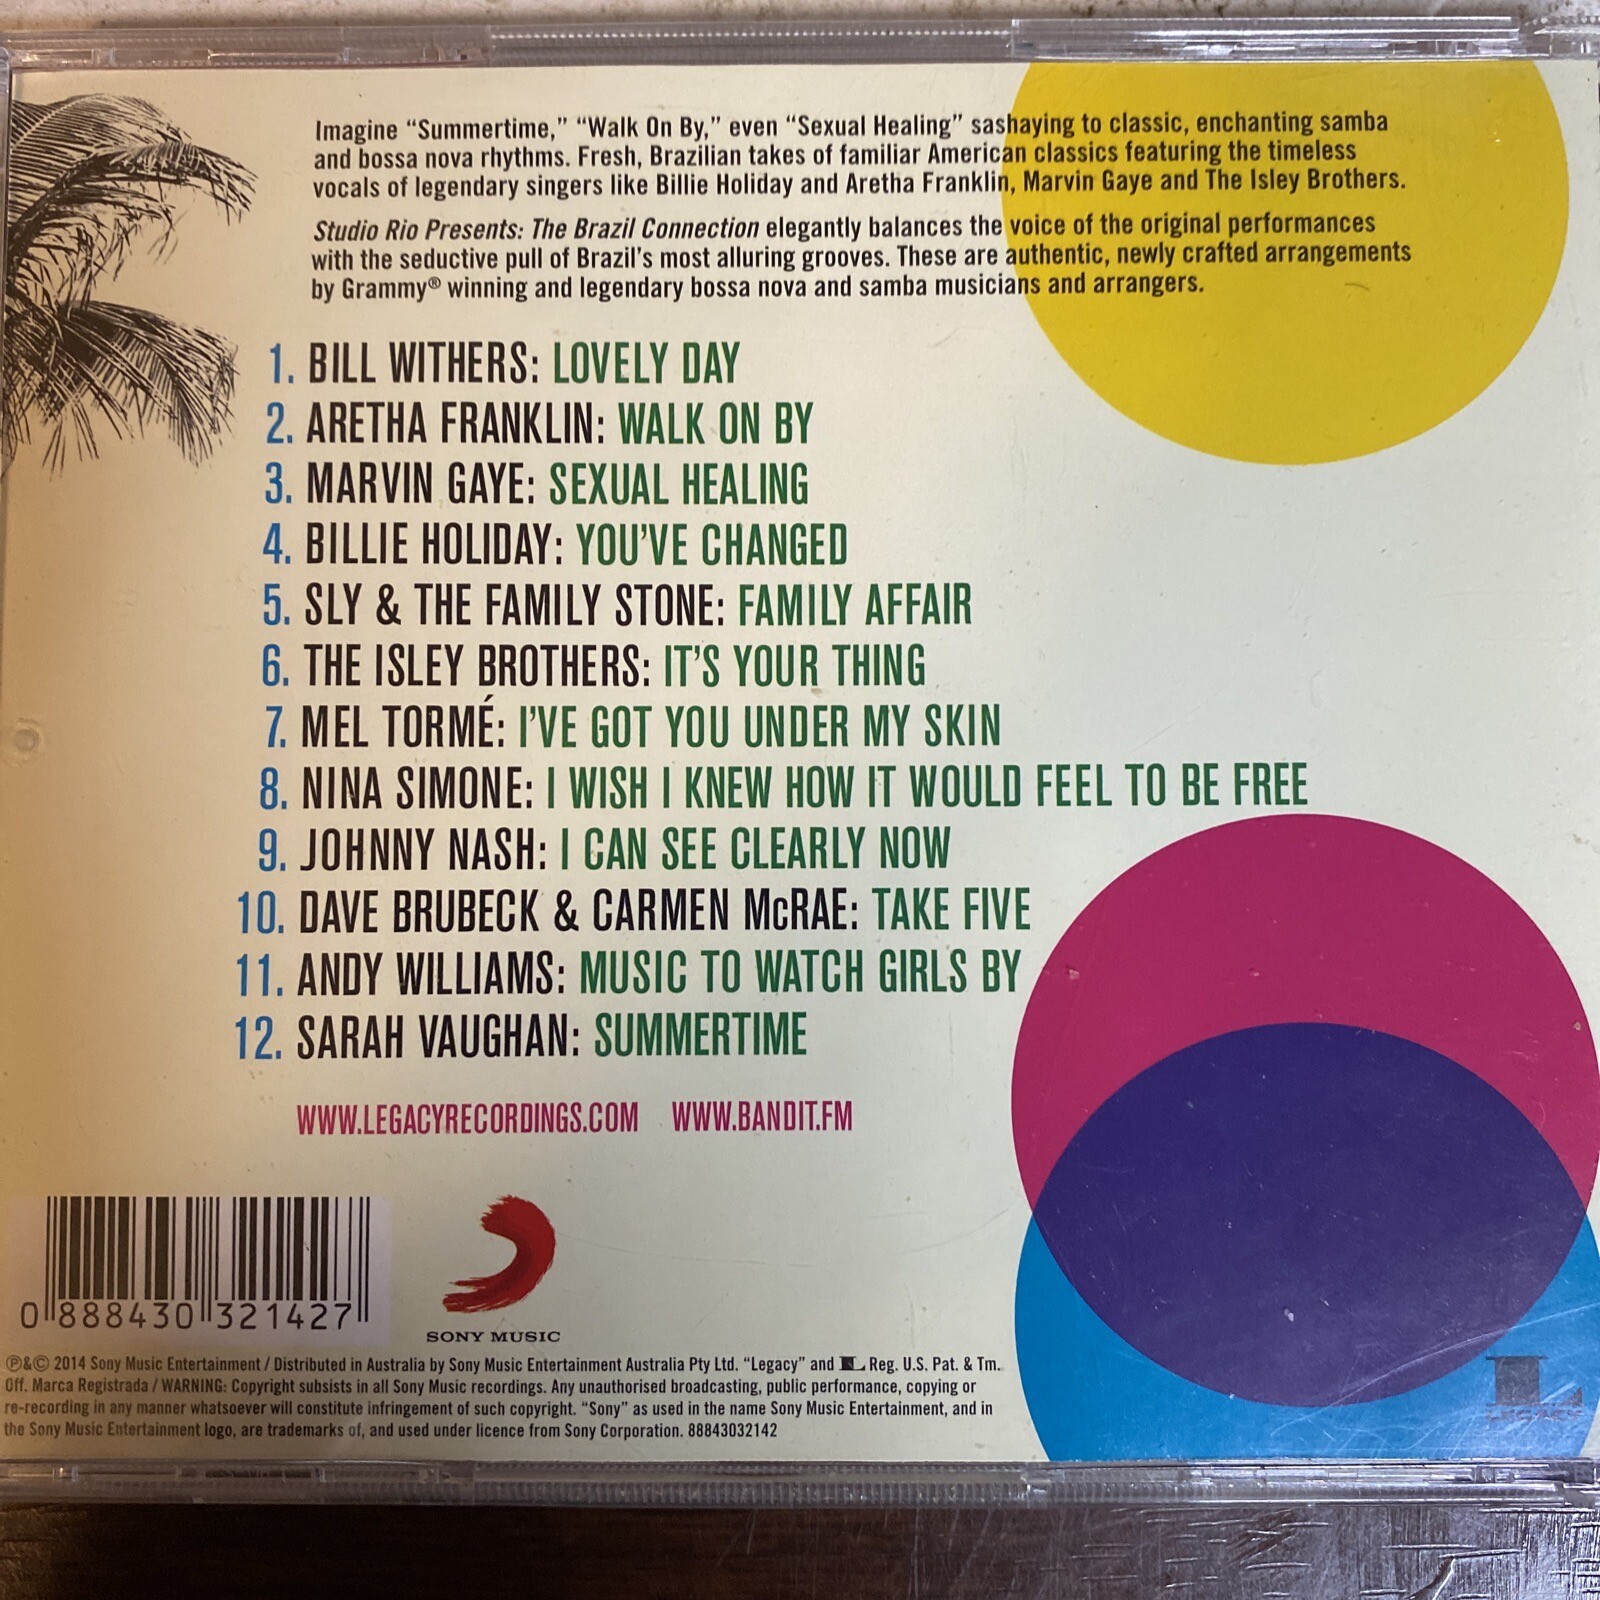 Imagine “Summertime,” “Walk On By,” even “Sexual Healing” sashaying to classic, enchanting samba
and bossa nova rhythms. Fresh, Brazilian takes of familiar American classics featuring the timeless
vocals of legendary singers like Billie Holiday and Aretha Franklin, Marvin Gaye and The Isley Brothers.
Studio Rio Presents: The Brazil Connection elegantly balances the voice of the original performances
with the seductive pull of Brazil’s most alluring grooves. These are authentic, newly crafted arrangements
by Grammy® winning and legendary bossa nova and samba musicians and arrangers.
1. BILL WITHERS: LOVELY DAY
2. ARETHA FRANKLIN: WALK ON BY
3. MARVIN GAYE: SEXUAL HEALING
4. BILLIE HOLIDAY: YOU’VE CHANGED
5. SLY & THE FAMILY STONE: FAMILY AFFAIR
6. THE ISLEY BROTHERS: IT’S YOUR THING
7. MEL TORMÉ: I’VE GOT YOU UNDER MY SKIN
8. NINA SIMONE: I WISH I KNEW HOW IT WOULD FEEL TO BE FREE
9. JOHNNY NASH: I CAN SEE CLEARLY NOW
10. DAVE BRUBECK & CARMEN McRAE: TAKE FIVE
11. ANDY WILLIAMS: MUSIC TO WATCH GIRLS BY
12. SARAH VAUGHAN: SUMMERTIME
WWW.LEGACYRECORDINGS.COM WWW.BANDIT.FM
0 888430 321427
SONY MUSIC
℗&© 2014 Sony Music Entertainment / Distributed in Australia by Sony Music Entertainment Australia Pty Ltd. “Legacy” and L Reg. U.S. Pat. & Tm.
Off. Marca Registrada / WARNING: Copyright subsists in all Sony Music recordings. Any unauthorised broadcasting, public performance, copying or
re-recording in any manner whatsoever will constitute infringement of such copyright. “Sony” as used in the name Sony Music Entertainment, and in
the Sony Music Entertainment logo, are trademarks of, and used under licence from Sony Corporation. 88843032142
L
LEGACY